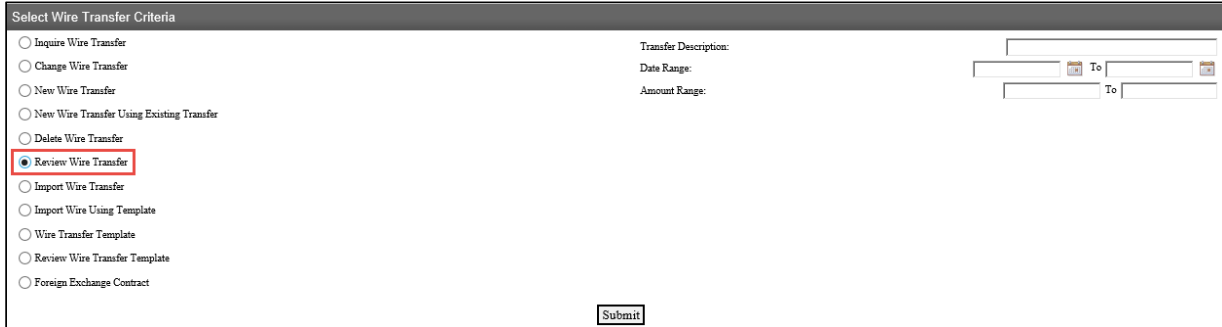 Select Wire Transfer Criteria
Inquire Wire Transfer
Change Wire Transfer
New Wire Transfer
New Wire Transfer Using Existing Transfer
Delete Wire Transfer
Review Wire Transfer
Import Wire Transfer
Import Wire Using Template
Wire Transfer Template
Review Wire Transfer Template
Foreign Exchange Contract
Transfer Description:
Date Range: To
Amount Range: To
Submit